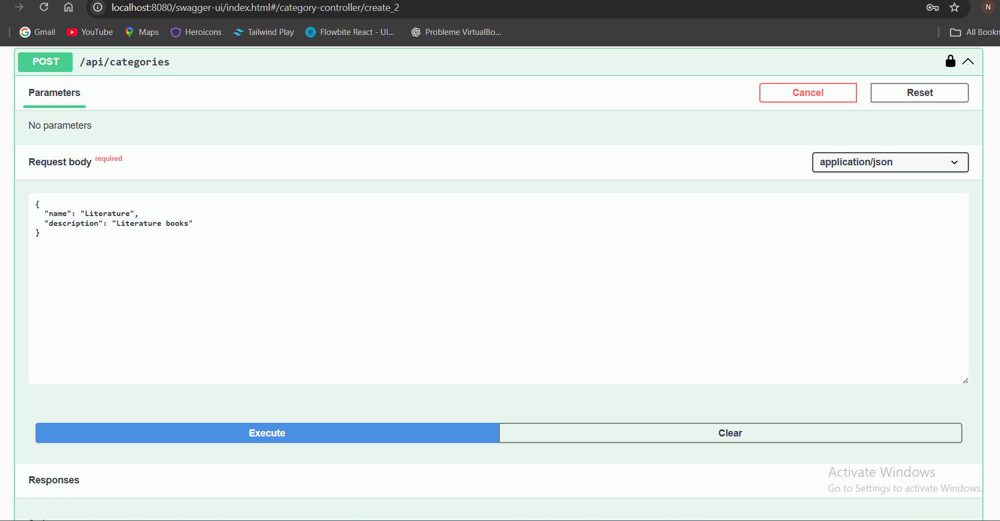 localhost:8080/swagger-ui/index.html#/category-controller/create_2
N
Gmail YouTube Maps Heroicons Tailwind Play Flowbite React - UI... Probleme VirtualBo... All Bookm
POST /api/categories
Parameters Cancel Reset
No parameters
Request body required application/json
{
"name": "Literature",
"description": "Literature books"
}
Execute Clear
Responses
Activate Windows
Go to Settings to activate Windows.